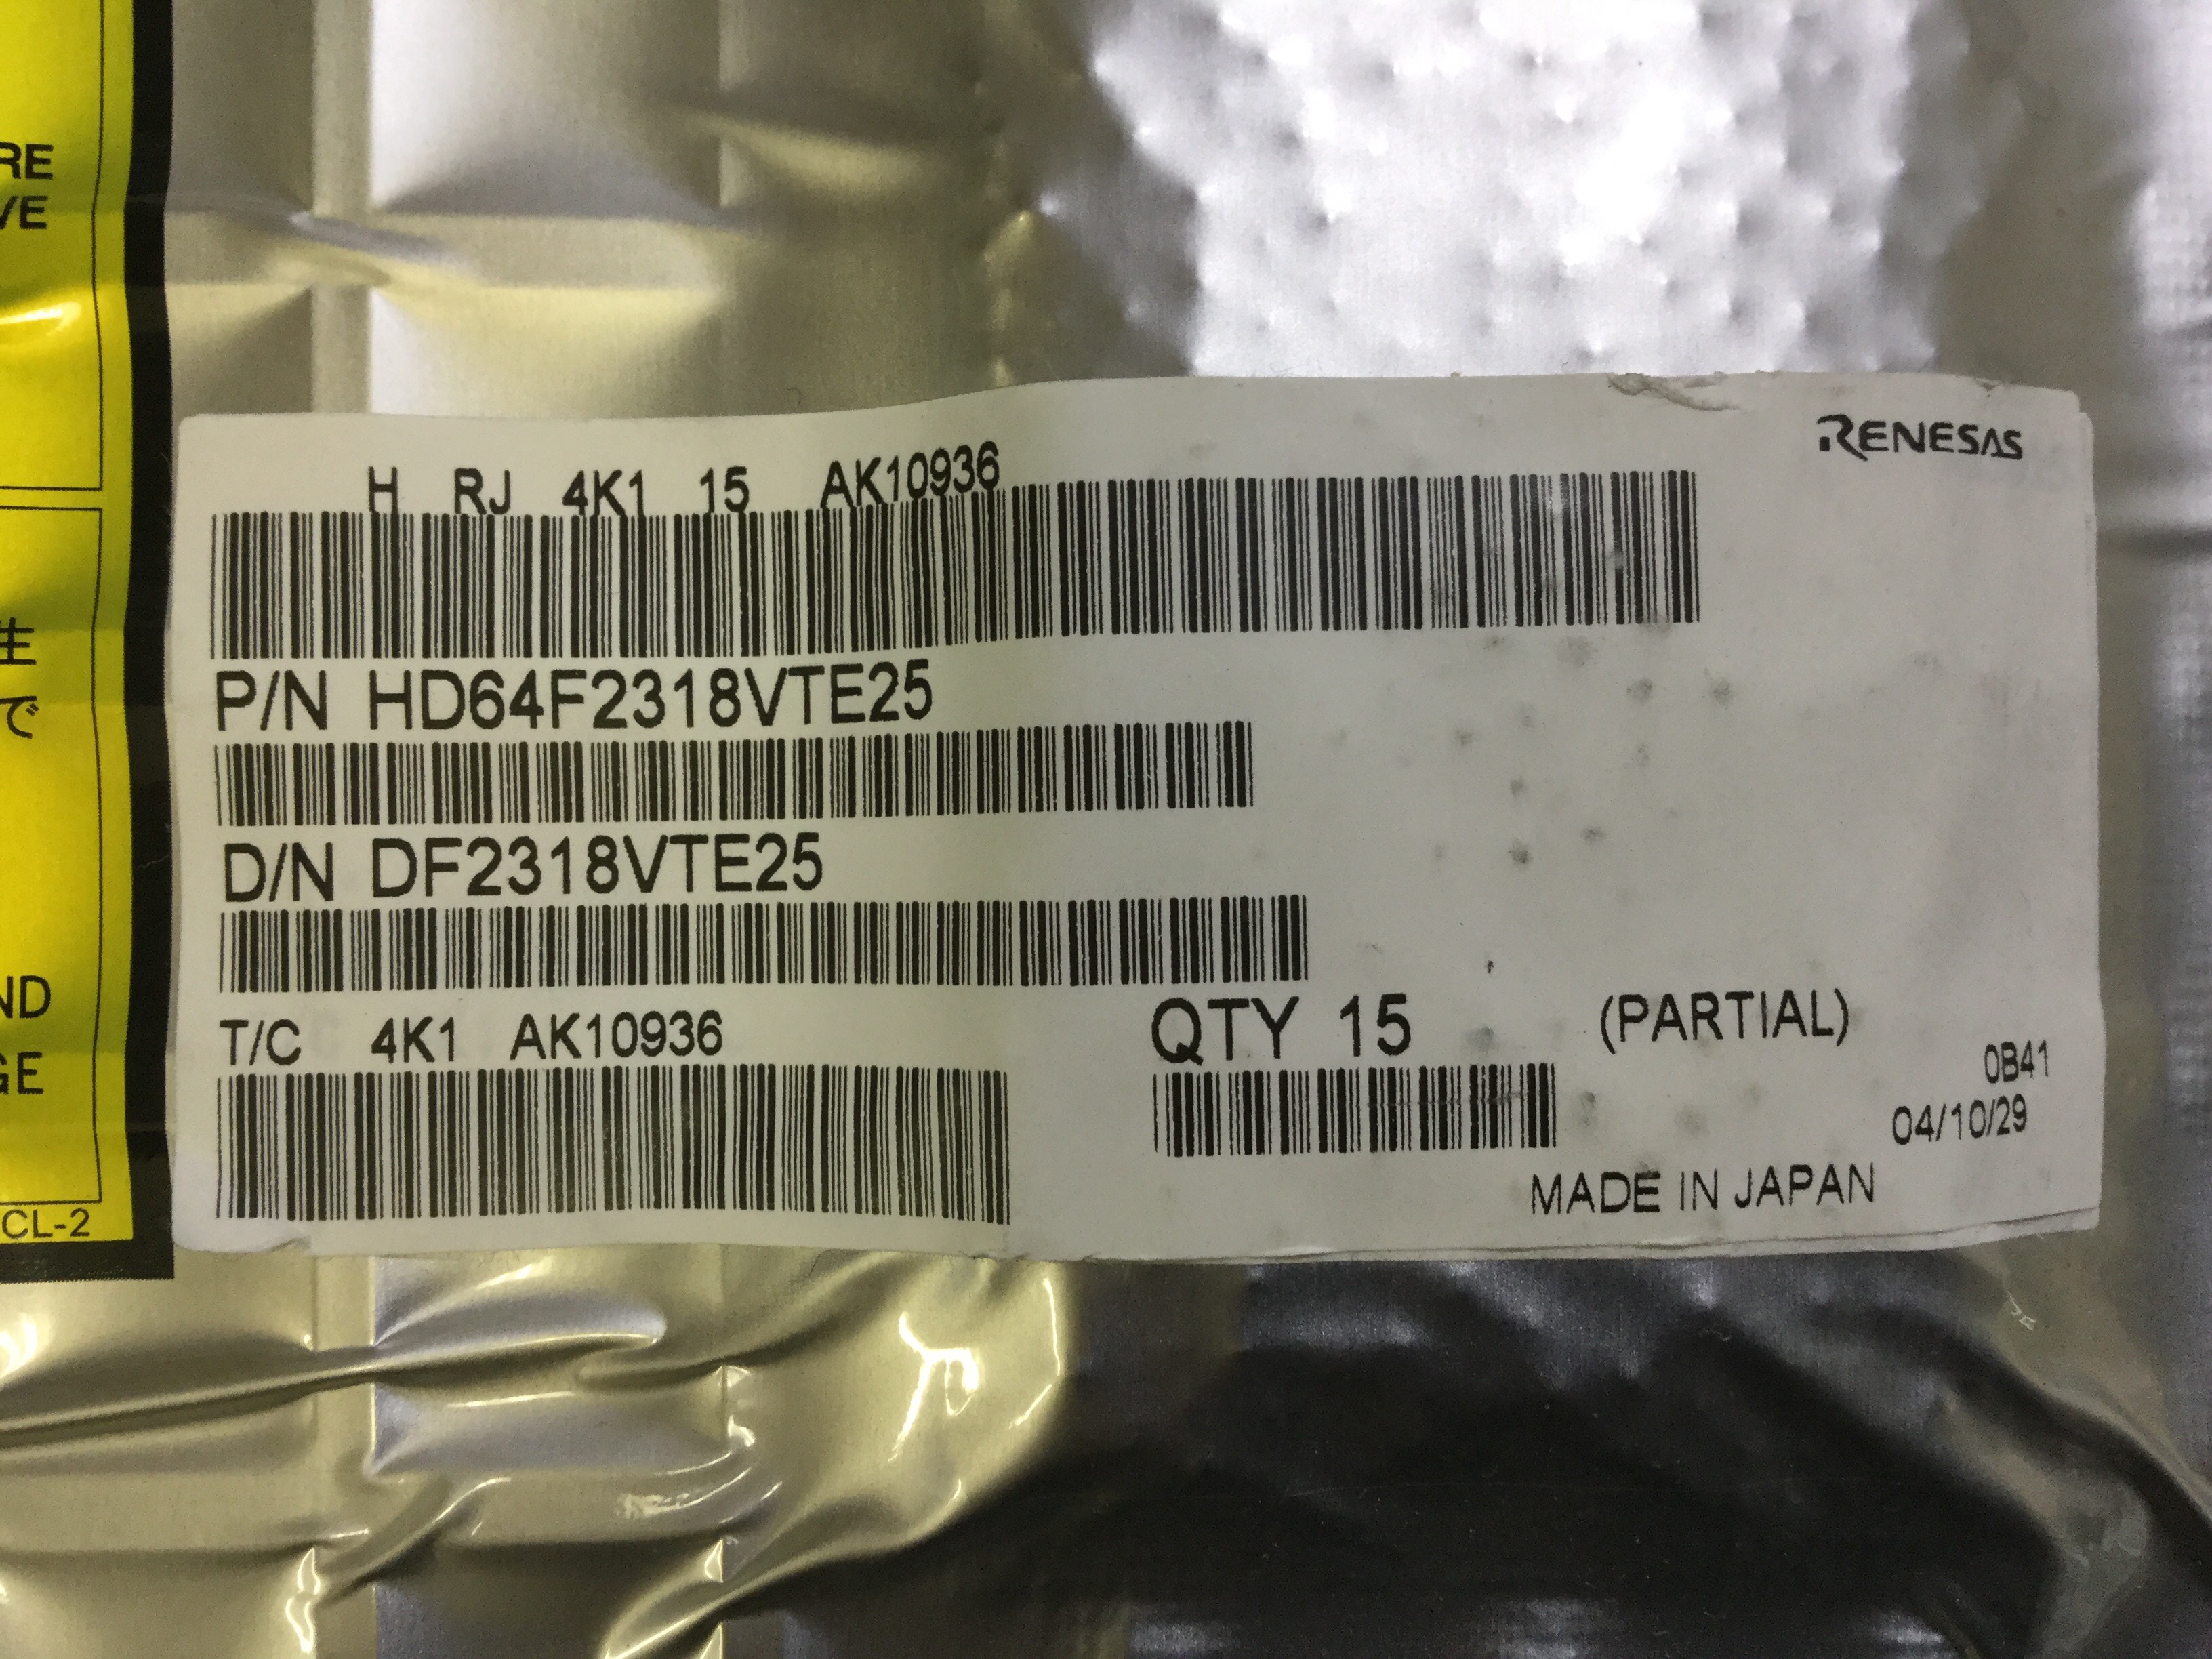 RE
VE
生
で
ND
GE
CL-2
RENESAS
H RJ 4K1 15 AK10936
P/N HD64F2318VTE25
D/N DF2318VTE25
T/C 4K1 AK10936
QTY 15 (PARTIAL)
0B41
04/10/29
MADE IN JAPAN